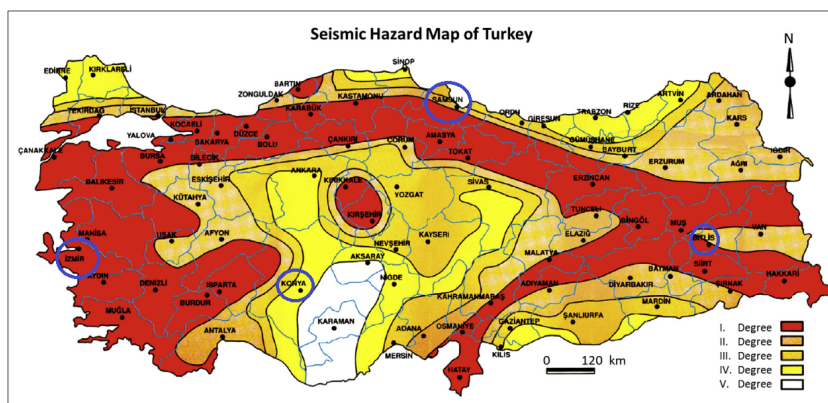 Seismic Hazard Map of Turkey
N
SİNOP
EDİRNE
KIRKLARELİ
BARTIN
ZONGULDAK
KASTAMONU
SAMSUN
ARTVİN
ARDAHAN
TEKİRDAĞ
İSTANBUL
KARABÜK
ORDU
GİRESUN
TRABZON
RİZE
KARS
KOCAELİ
YALOVA
SAKARYA
DÜZCE
BOLU
ÇANKIRI
ÇORUM
AMASYA
TOKAT
GÜMÜŞHANE
BAYBURT
IĞDIR
ÇANAKKALE
BURSA
BİLECİK
ERZURUM
AĞRI
BALIKESİR
ESKİŞEHİR
ANKARA
KIRIKKALE
YOZGAT
SİVAS
ERZİNCAN
KÜTAHYA
KIRŞEHİR
TUNCELİ
BİNGÖL
MUŞ
MANİSA
UŞAK
AFYON
NEVŞEHİR
KAYSERİ
ELAZIĞ
BİTLİS
VAN
İZMİR
AKSARAY
MALATYA
BATMAN
SİİRT
AYDIN
DENİZLİ
ISPARTA
KONYA
NİĞDE
DİYARBAKIR
ŞIRNAK
HAKKARİ
BURDUR
KAHRAMANMARAŞ
ADIYAMAN
MARDİN
MUĞLA
KARAMAN
ADANA
OSMANİYE
GAZİANTEP
ŞANLIURFA
ANTALYA
MERSİN
KİLİS
HATAY
0 120 km
I. Degree
II. Degree
III. Degree
IV. Degree
V. Degree